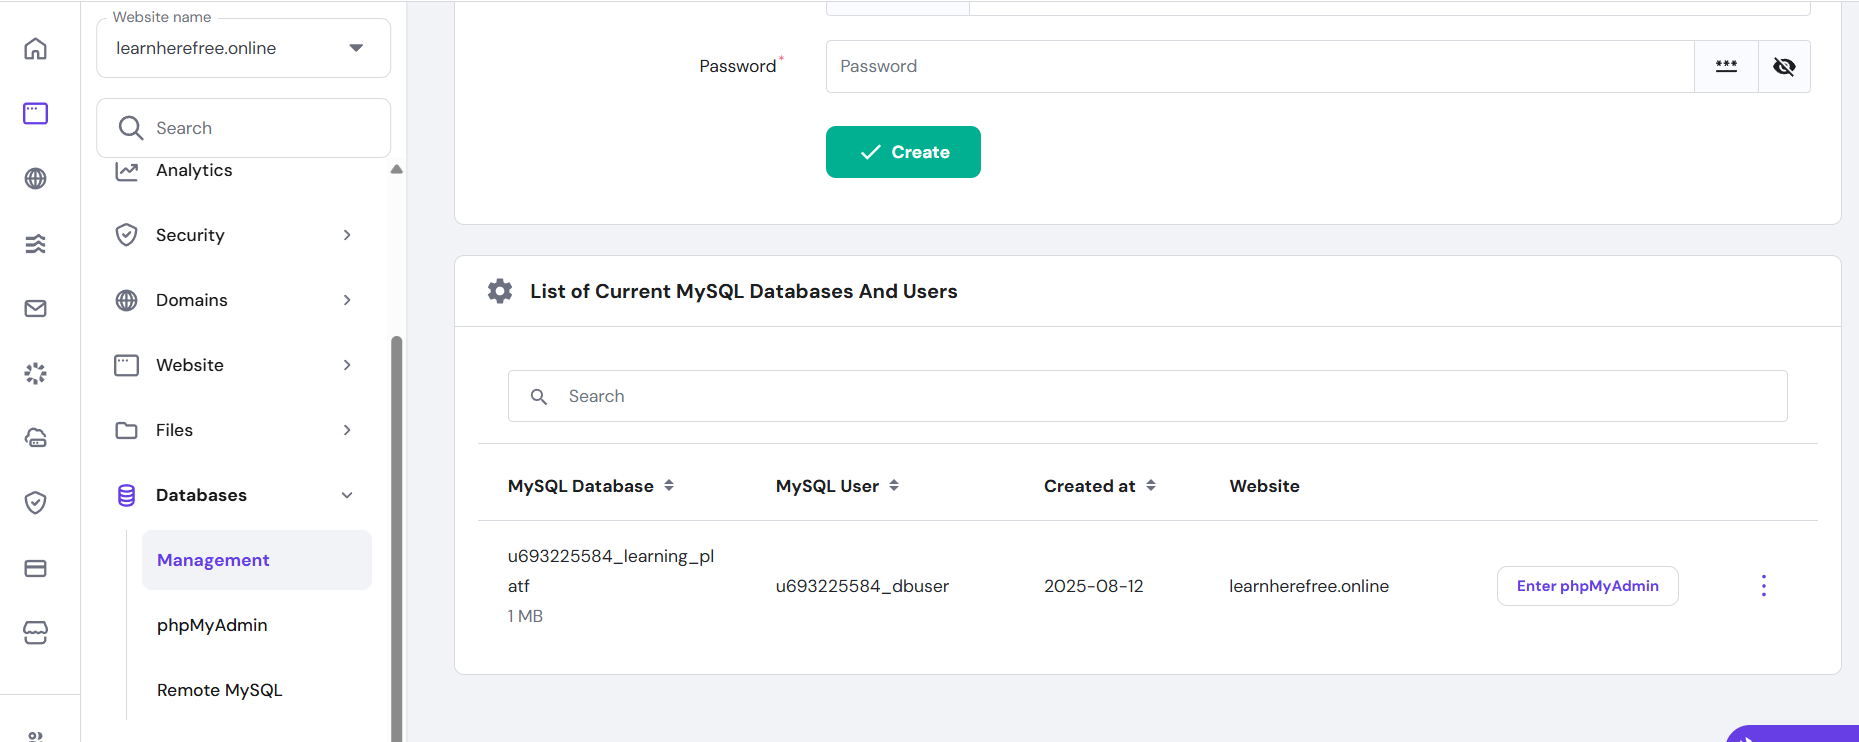 Website name
learnherefree.online
Search
Analytics
Security
Domains
Website
Files
Databases
Management
phpMyAdmin
Remote MySQL
Password*
Password
***
Create
List of Current MySQL Databases And Users
Search
MySQL Database
MySQL User
Created at
Website
u693225584_learning_pl
atf
1 MB
u693225584_dbuser
2025-08-12
learnherefree.online
Enter phpMyAdmin